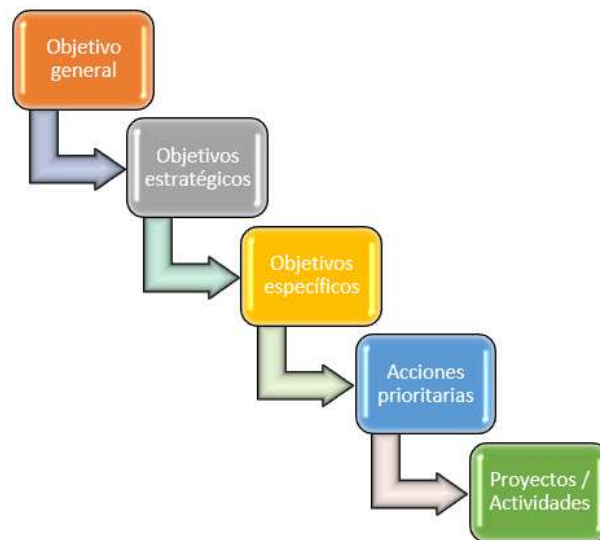 Objetivo
general
Objetivos
estratégicos
Objetivos
específicos
Acciones
prioritarias
Proyectos /
Actividades